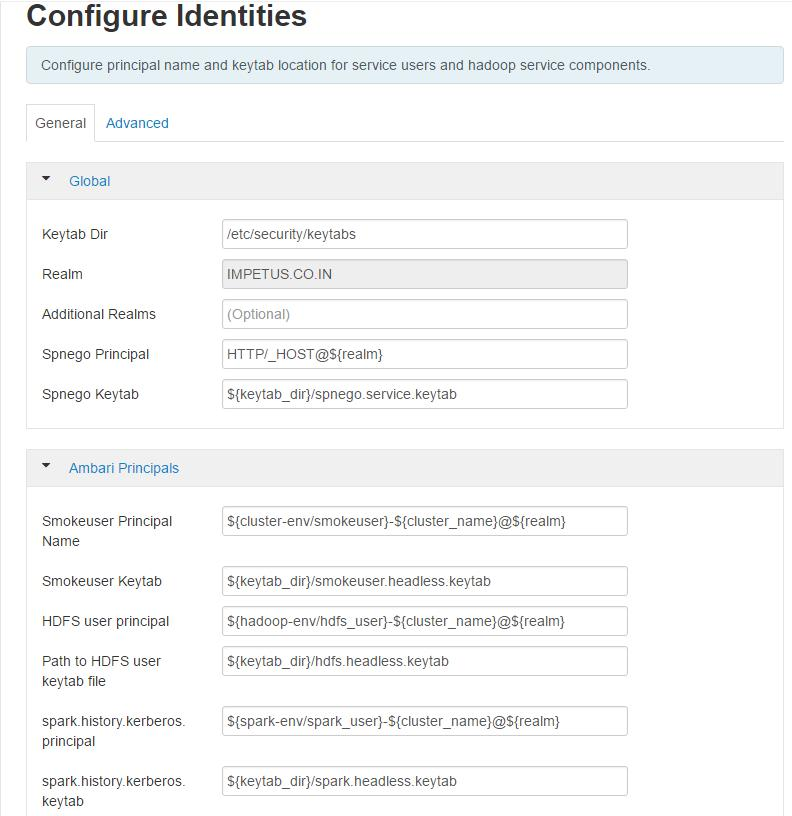 Configure Identities
Configure principal name and keytab location for service users and hadoop service components.
General Advanced
Global
Keytab Dir /etc/security/keytabs
Realm IMPETUS.CO.IN
Additional Realms (Optional)
Spnego Principal HTTP/_HOST@${realm}
Spnego Keytab ${keytab_dir}/spnego.service.keytab
Ambari Principals
Smokeuser Principal ${cluster-env/smokeuser}-${cluster_name}@${realm}
Name
Smokeuser Keytab ${keytab_dir}/smokeuser.headless.keytab
HDFS user principal ${hadoop-env/hdfs_user}-${cluster_name}@${realm}
Path to HDFS user ${keytab_dir}/hdfs.headless.keytab
keytab file
spark.history.kerberos. ${spark-env/spark_user}-${cluster_name}@${realm}
principal
spark.history.kerberos. ${keytab_dir}/spark.headless.keytab
keytab